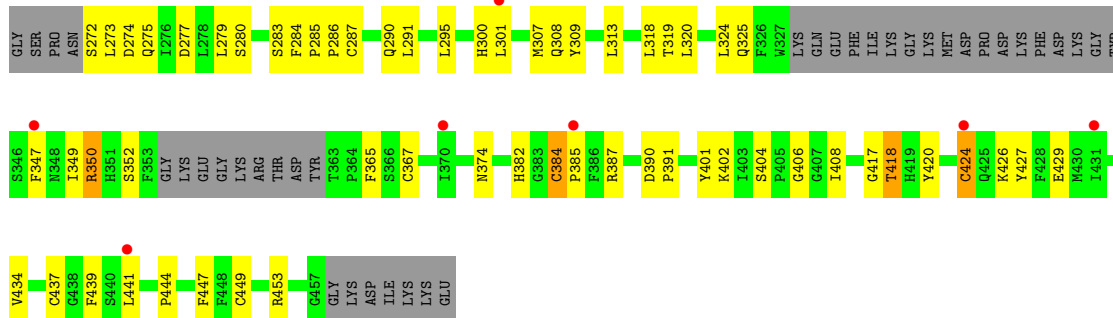 GLY SER PRO ASN S272 L273 D274 Q275 I276 D277 L278 L279 S280 S283 F284 P285 P286 C287 Q290 L291 L295 H300 L301 M307 Q308 Y309 L313 L318 T319 L320 L324 Q325 F326 W327 LYS GLN GLU PHE ILE LYS GLY LYS MET ASP PRO ASP LYS PHE ASP LYS GLY TYR
S346 F347 N348 I349 R350 H351 S352 F353 GLY LYS GLU GLY LYS ARG THR ASP TYR T363 P364 F365 S366 C367 I370 N374 H382 G383 C384 P385 F386 R387 D390 P391 Y401 K402 I403 S404 P405 G406 G407 I408 G417 T418 H419 Y420 C424 Q425 K426 Y427 F428 E429 M430 I431
V434 C437 G438 F439 S440 L441 P444 F447 F448 C449 R453 G457 GLY LYS ASP ILE LYS LYS GLU